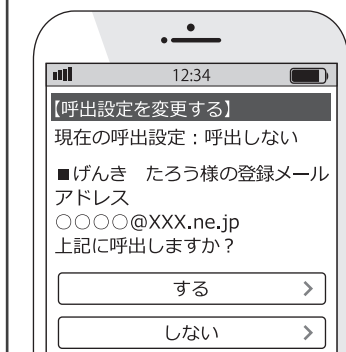 12:34
【呼出設定を変更する】
現在の呼出設定：呼出しない
■げんき　たろう様の登録メール
アドレス
○○○○@XXX.ne.jp
上記に呼出しますか？
する
しない